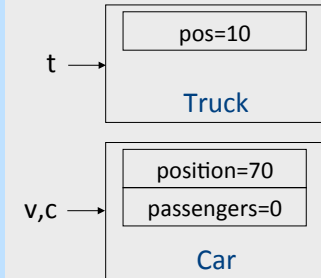 pos=10
t
Truck
position=70
v,c
passengers=0
Car